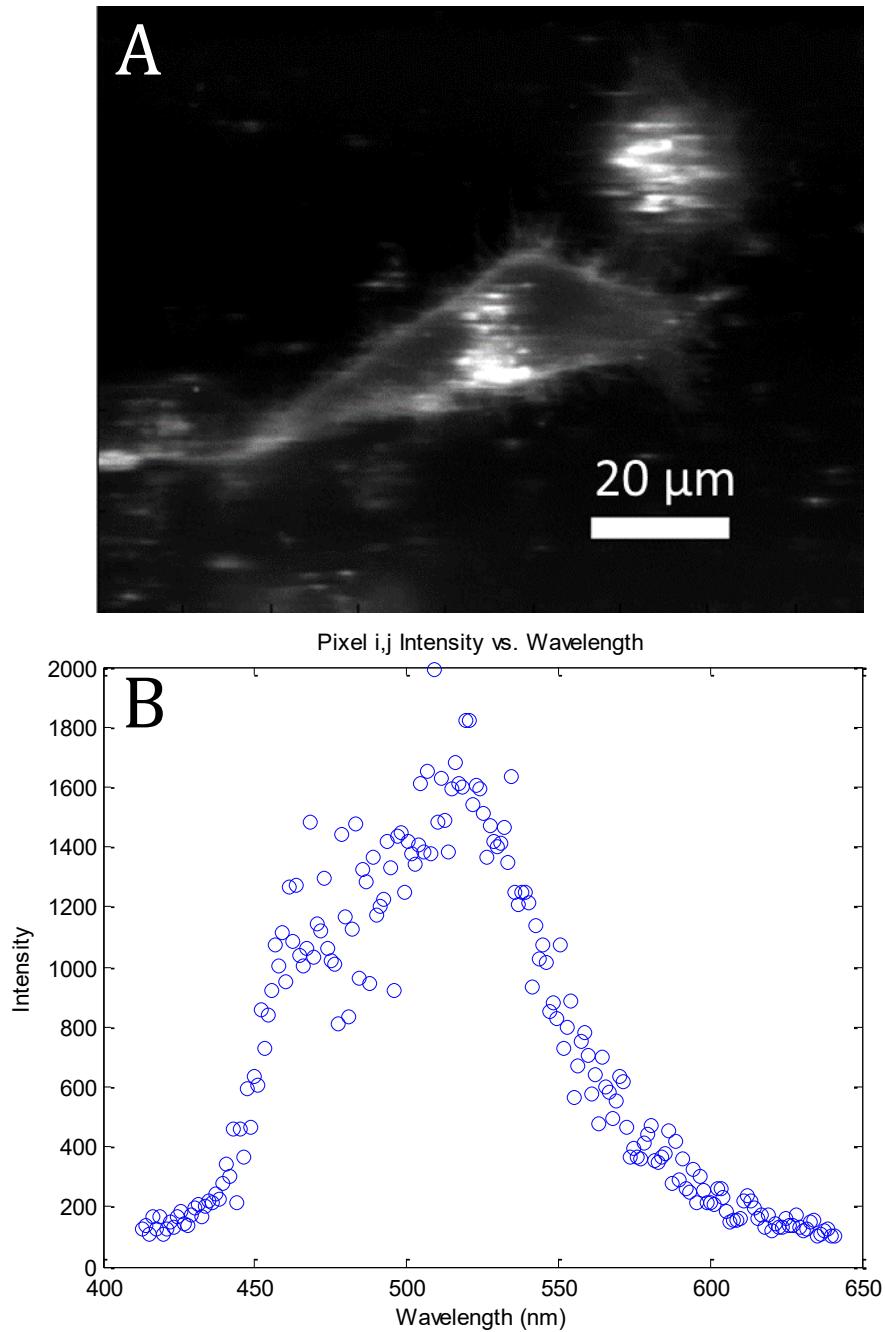 A
20 μm
Pixel i,j Intensity vs. Wavelength
B
2000
1800
1600
1400
1200
1000
800
600
400
200
0
Intensity
400 450 500 550 600 650
Wavelength (nm)